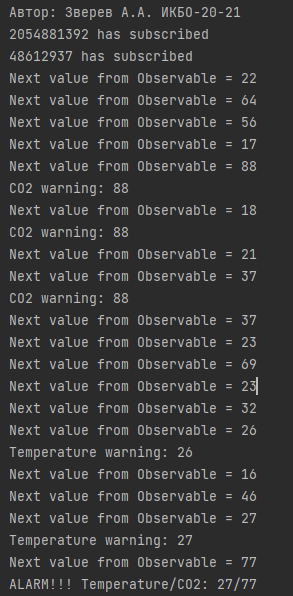 Автор: Зверев А.А. ИКБО-20-21
2054881392 has subscribed
48612937 has subscribed
Next value from Observable = 22
Next value from Observable = 64
Next value from Observable = 56
Next value from Observable = 17
Next value from Observable = 88
CO2 warning: 88
Next value from Observable = 18
CO2 warning: 88
Next value from Observable = 21
Next value from Observable = 37
CO2 warning: 88
Next value from Observable = 37
Next value from Observable = 23
Next value from Observable = 69
Next value from Observable = 23
Next value from Observable = 32
Next value from Observable = 26
Temperature warning: 26
Next value from Observable = 16
Next value from Observable = 46
Next value from Observable = 27
Temperature warning: 27
Next value from Observable = 77
ALARM!!! Temperature/CO2: 27/77